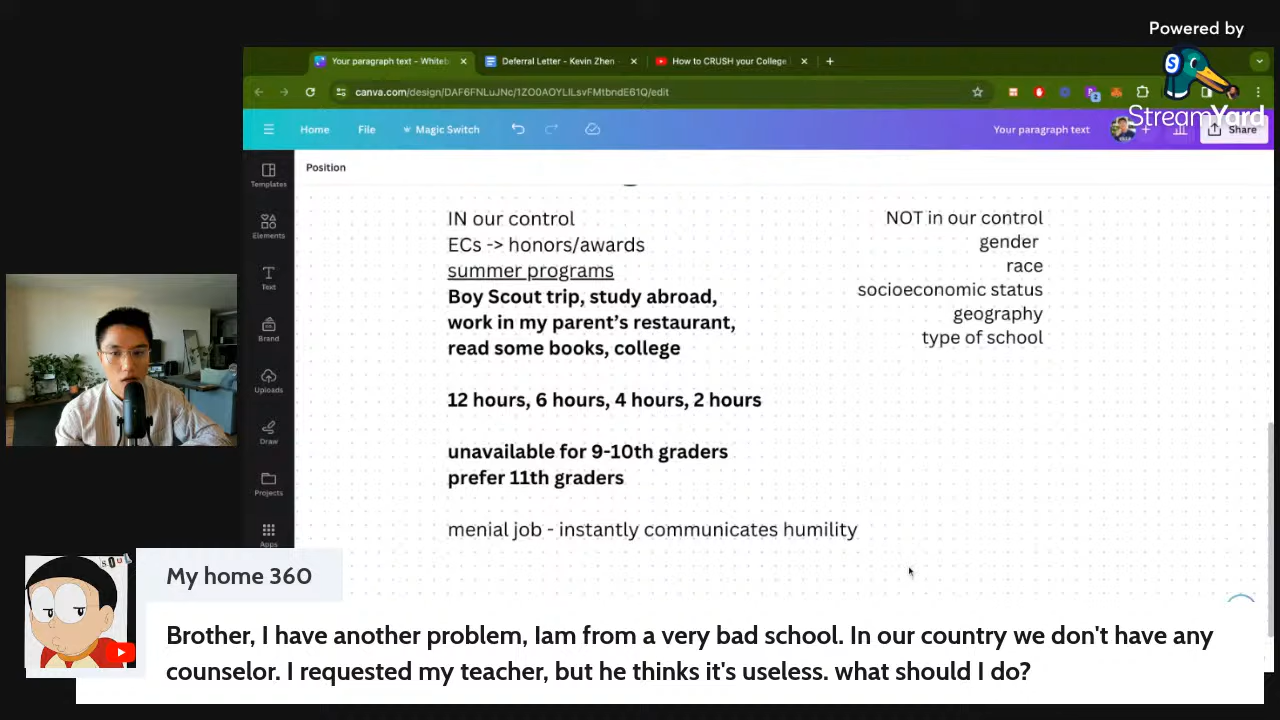 Powered by
StreamYard
Your paragraph text – Whiteb
Deferral Letter - Kevin Zhen -
How to CRUSH your College
canva.com/design/DAF6FNLuJNc/1ZO0AOYLILsvFMtbndE61Q/edit
Home
File
Magic Switch
Your paragraph text
Share
Templates
Elements
Text
Brand
Uploads
Draw
Projects
Apps
Position
IN our control
ECs -> honors/awards
summer programs
Boy Scout trip, study abroad,
work in my parent’s restaurant,
read some books, college
12 hours, 6 hours, 4 hours, 2 hours
unavailable for 9-10th graders
prefer 11th graders
menial job - instantly communicates humility
NOT in our control
gender
race
socioeconomic status
geography
type of school
My home 360
Brother, I have another problem, Iam from a very bad school. In our country we don't have any
counselor. I requested my teacher, but he thinks it's useless. what should I do?